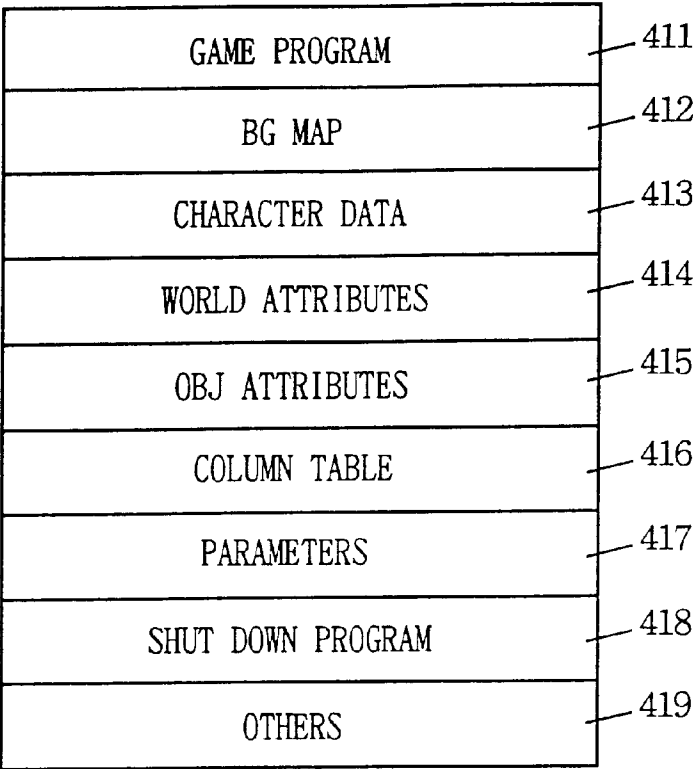 GAME PROGRAM 411
BG MAP 412
CHARACTER DATA 413
WORLD ATTRIBUTES 414
OBJ ATTRIBUTES 415
COLUMN TABLE 416
PARAMETERS 417
SHUT DOWN PROGRAM 418
OTHERS 419